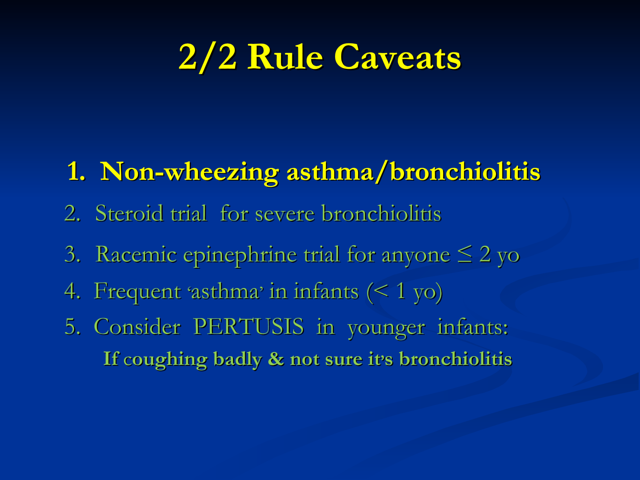 2/2 Rule Caveats
1. Non-wheezing asthma/bronchiolitis
2. Steroid trial for severe bronchiolitis
3. Racemic epinephrine trial for anyone ≤ 2 yo
4. Frequent ‘asthma’ in infants (< 1 yo)
5. Consider PERTUSIS in younger infants:
If coughing badly & not sure it’s bronchiolitis